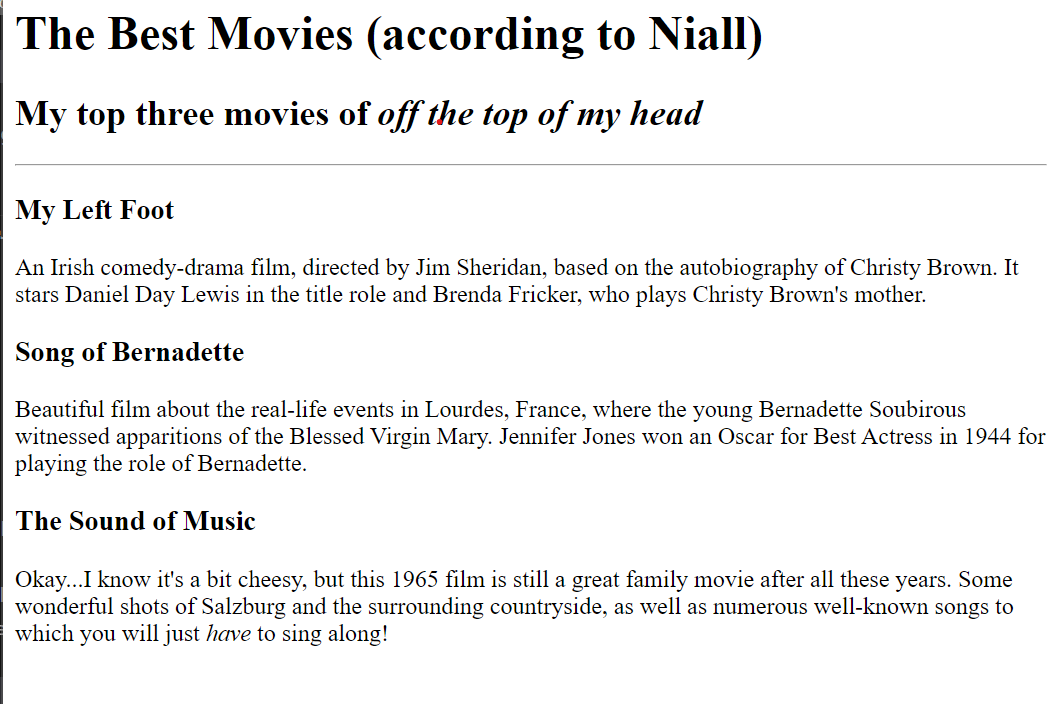 The Best Movies (according to Niall)
My top three movies of off the top of my head
My Left Foot
An Irish comedy-drama film, directed by Jim Sheridan, based on the autobiography of Christy Brown. It
stars Daniel Day Lewis in the title role and Brenda Fricker, who plays Christy Brown's mother.
Song of Bernadette
Beautiful film about the real-life events in Lourdes, France, where the young Bernadette Soubirous
witnessed apparitions of the Blessed Virgin Mary. Jennifer Jones won an Oscar for Best Actress in 1944 for
playing the role of Bernadette.
The Sound of Music
Okay...I know it's a bit cheesy, but this 1965 film is still a great family movie after all these years. Some
wonderful shots of Salzburg and the surrounding countryside, as well as numerous well-known songs to
which you will just have to sing along!